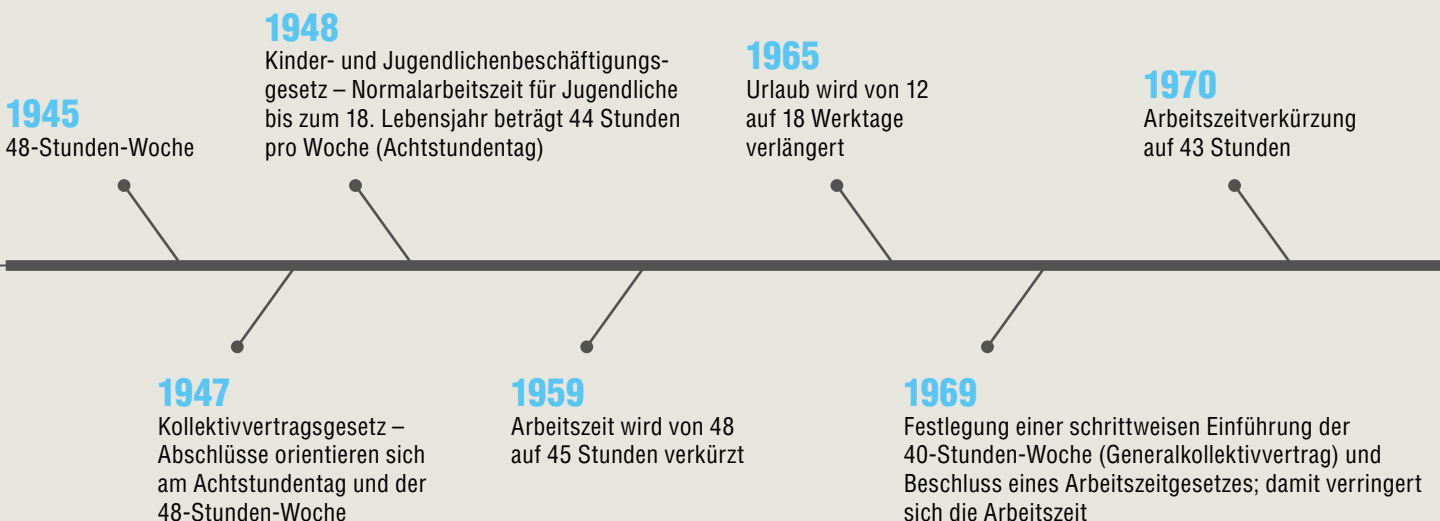 1945
48-Stunden-Woche
1947
Kollektivvertragsgesetz –
Abschlüsse orientieren sich
am Achtstundentag und der
48-Stunden-Woche
1948
Kinder- und Jugendlichenbeschäftigungs-
gesetz – Normalarbeitszeit für Jugendliche
bis zum 18. Lebensjahr beträgt 44 Stunden
pro Woche (Achtstundentag)
1959
Arbeitszeit wird von 48
auf 45 Stunden verkürzt
1965
Urlaub wird von 12
auf 18 Werktage
verlängert
1969
Festlegung einer schrittweisen Einführung der
40-Stunden-Woche (Generalkollektivvertrag) und
Beschluss eines Arbeitszeitgesetzes; damit verringert
sich die Arbeitszeit
1970
Arbeitszeitverkürzung
auf 43 Stunden